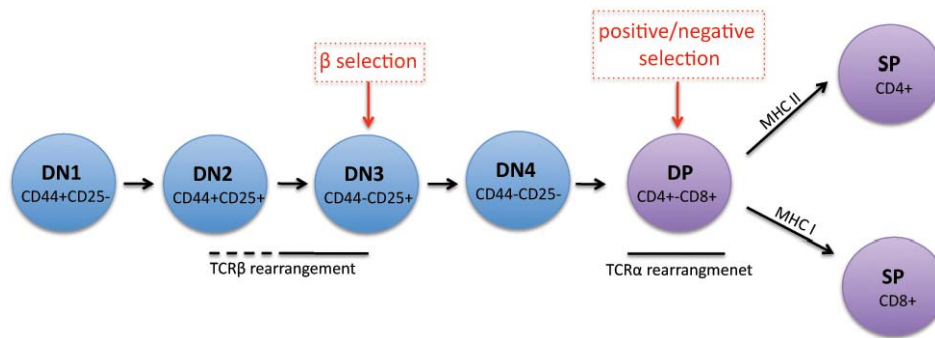 β selection
positive/negative
selection
SP
CD4+
MHC II
DN1
CD44+CD25-
DN2
CD44+CD25+
DN3
CD44-CD25+
DN4
CD44-CD25-
DP
CD4+-CD8+
MHC I
TCRβ rearrangement
TCRα rearrangmenet
SP
CD8+